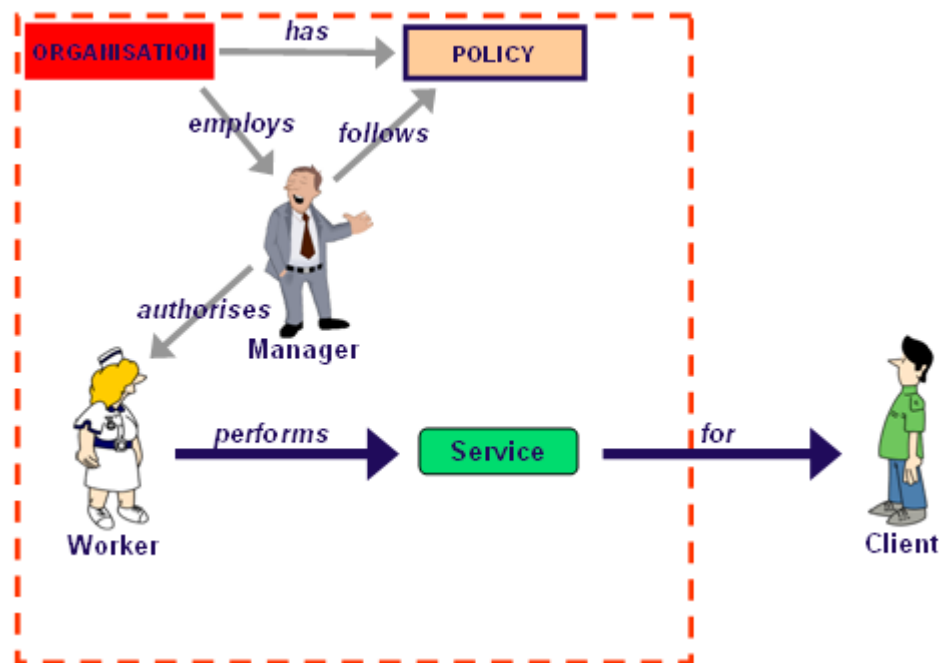 has
ORGANISATION
POLICY
employs
follows
authorises
Manager
performs
Service
for
Worker
Client